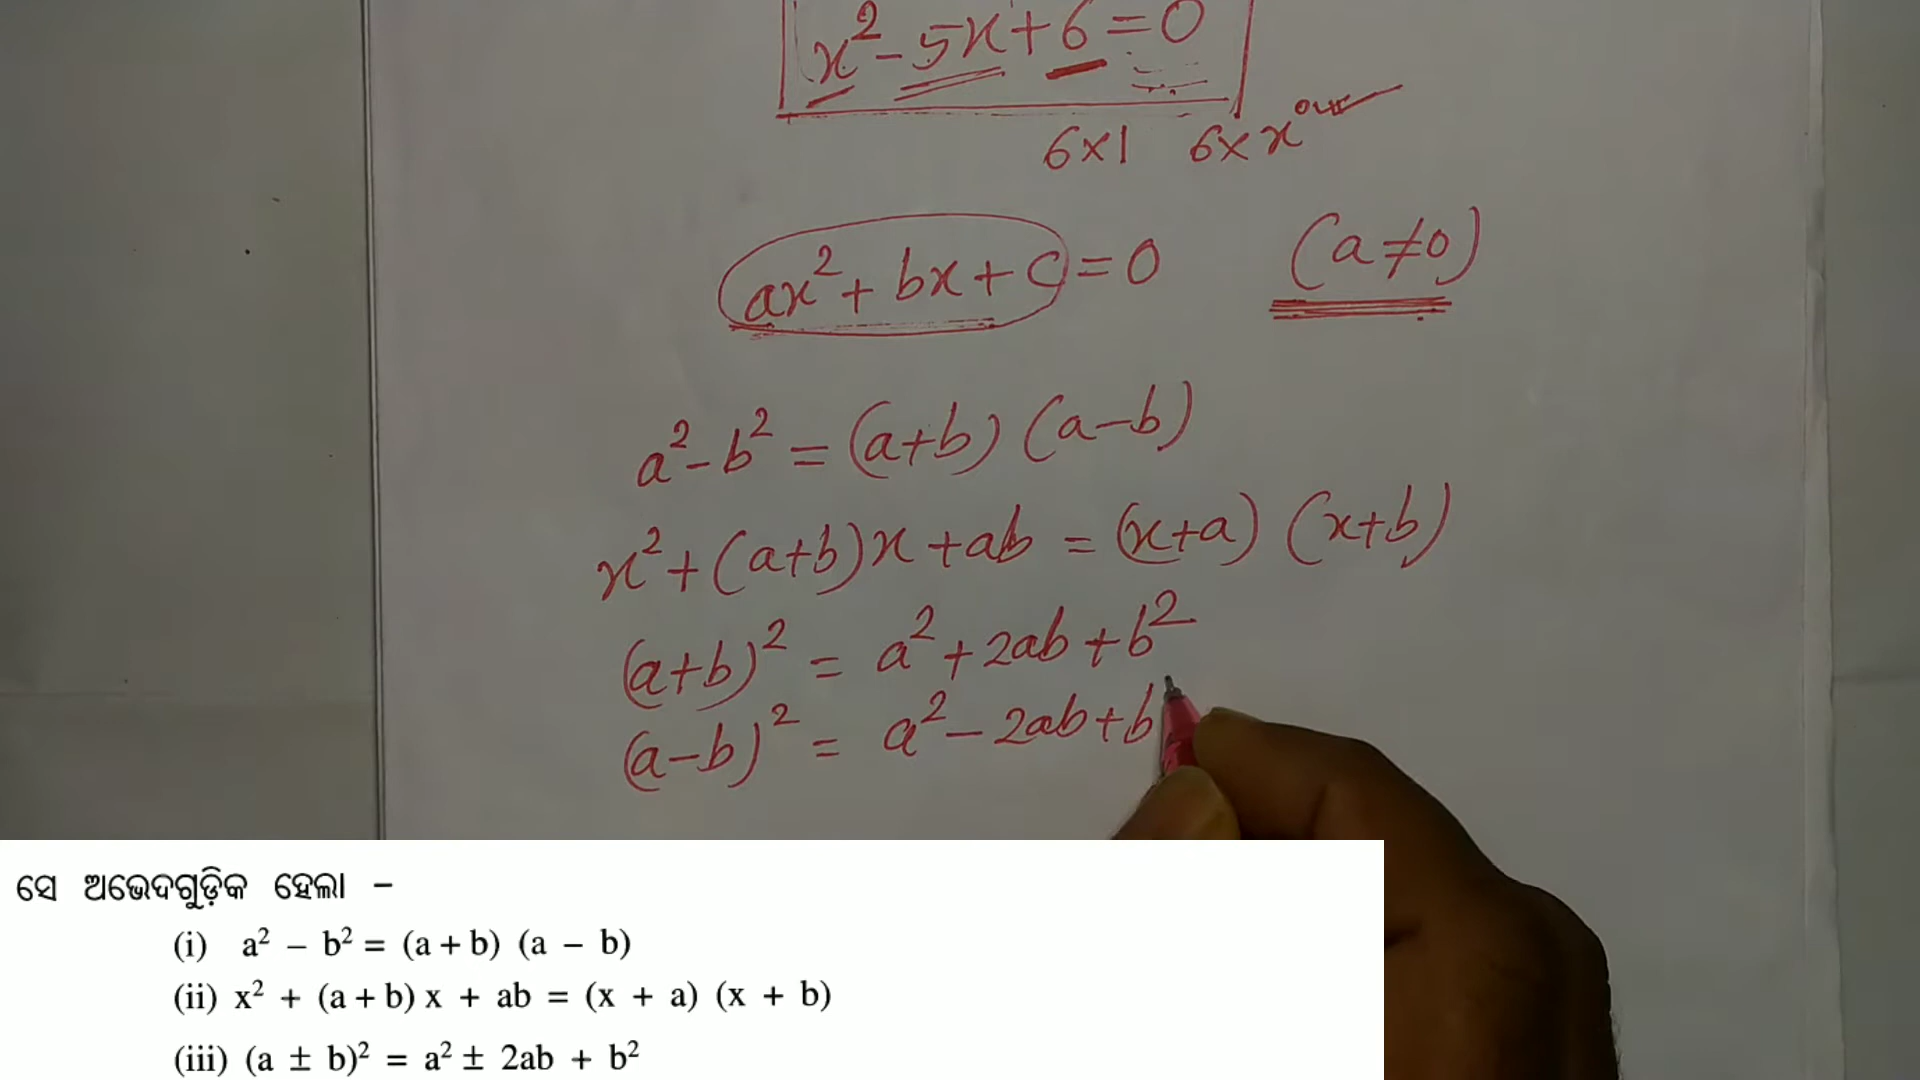 x² - 5x + 6 = 0
6×1 6×x
ax² + bx + c = 0 (a ≠ 0)
a² - b² = (a+b) (a-b)
x² + (a+b)x + ab = (x+a) (x+b)
(a+b)² = a² + 2ab + b²
(a-b)² = a² - 2ab + b
ସେ ଅଭେଦଗୁଡ଼ିକ ହେଲା –
(i) a² – b² = (a + b) (a – b)
(ii) x² + (a + b) x + ab = (x + a) (x + b)
(iii) (a ± b)² = a² ± 2ab + b²